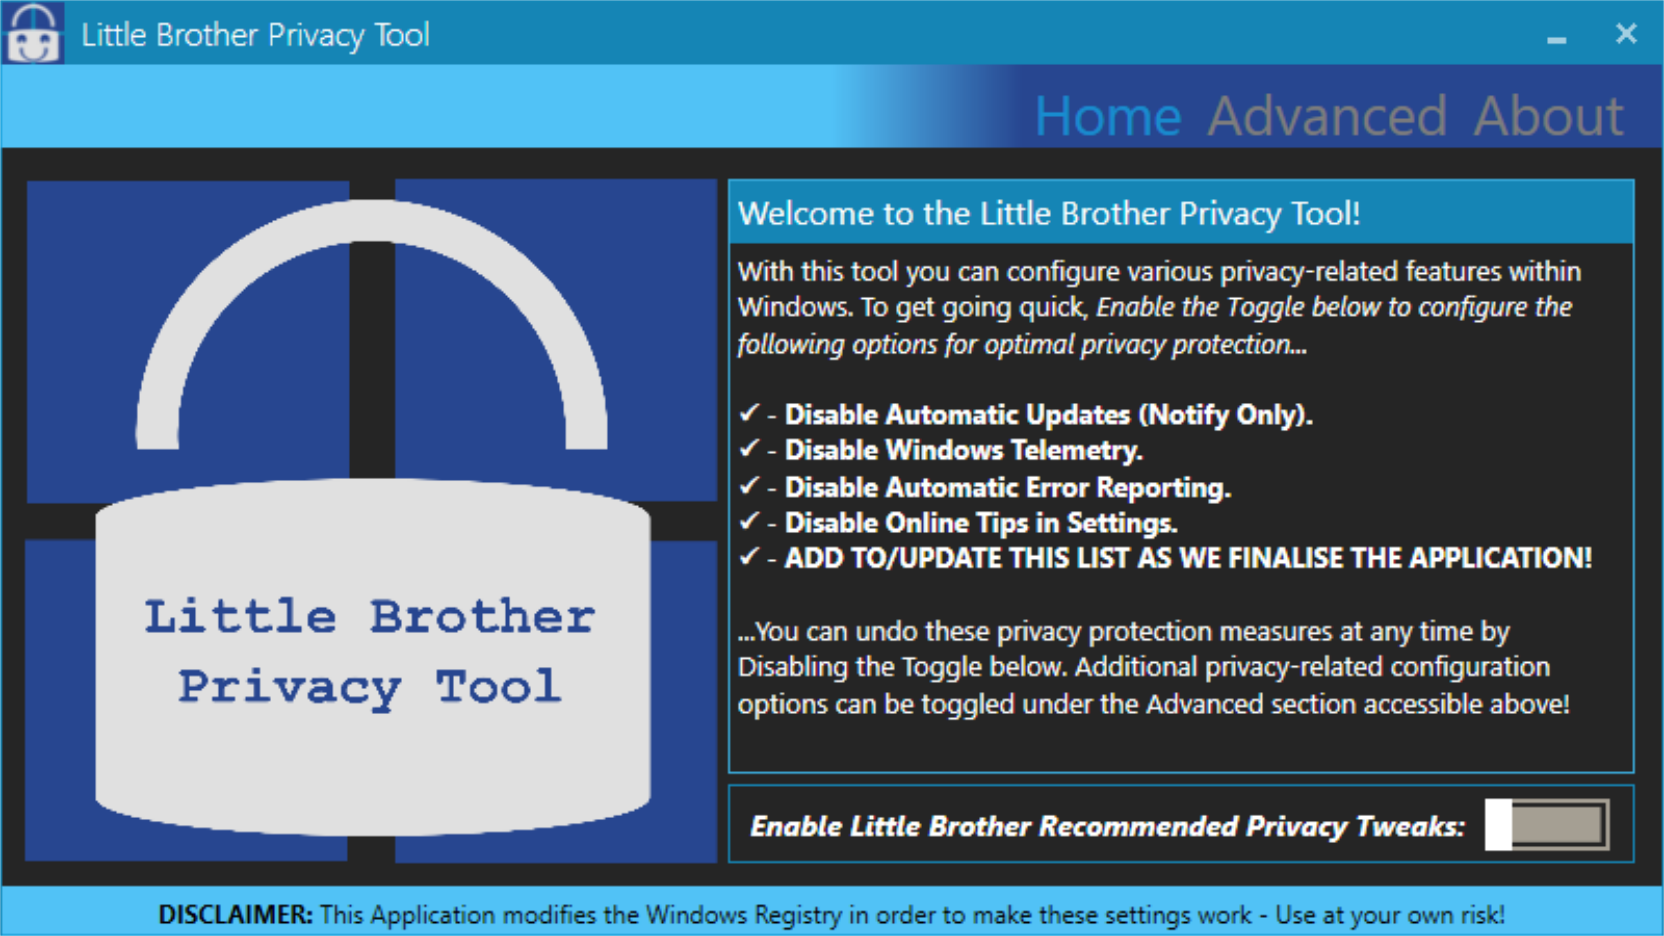 Little Brother Privacy Tool
Home Advanced About
Little Brother
Privacy Tool
Welcome to the Little Brother Privacy Tool!
With this tool you can configure various privacy-related features within
Windows. To get going quick, Enable the Toggle below to configure the
following options for optimal privacy protection...
✓ - Disable Automatic Updates (Notify Only).
✓ - Disable Windows Telemetry.
✓ - Disable Automatic Error Reporting.
✓ - Disable Online Tips in Settings.
✓ - ADD TO/UPDATE THIS LIST AS WE FINALISE THE APPLICATION!
...You can undo these privacy protection measures at any time by
Disabling the Toggle below. Additional privacy-related configuration
options can be toggled under the Advanced section accessible above!
Enable Little Brother Recommended Privacy Tweaks:
DISCLAIMER: This Application modifies the Windows Registry in order to make these settings work - Use at your own risk!